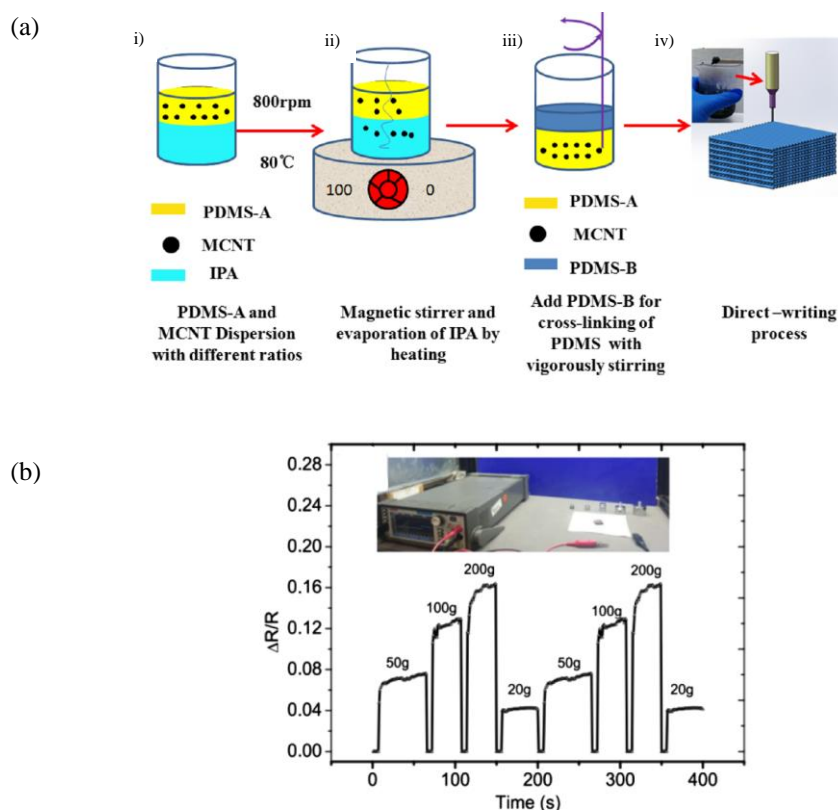 (a)
i)
ii)
iii)
iv)
800rpm
80℃
100
0
PDMS-A
MCNT
IPA
PDMS-A
MCNT
PDMS-B
PDMS-A and
MCNT Dispersion
with different ratios
Magnetic stirrer and
evaporation of IPA by
heating
Add PDMS-B for
cross-linking of
PDMS with
vigorously stirring
Direct –writing
process
(b)
0.28
0.24
0.20
0.16
0.12
0.08
0.04
0.00
ΔR/R
50g
100g
200g
20g
50g
100g
200g
20g
0
100
200
300
400
Time (s)